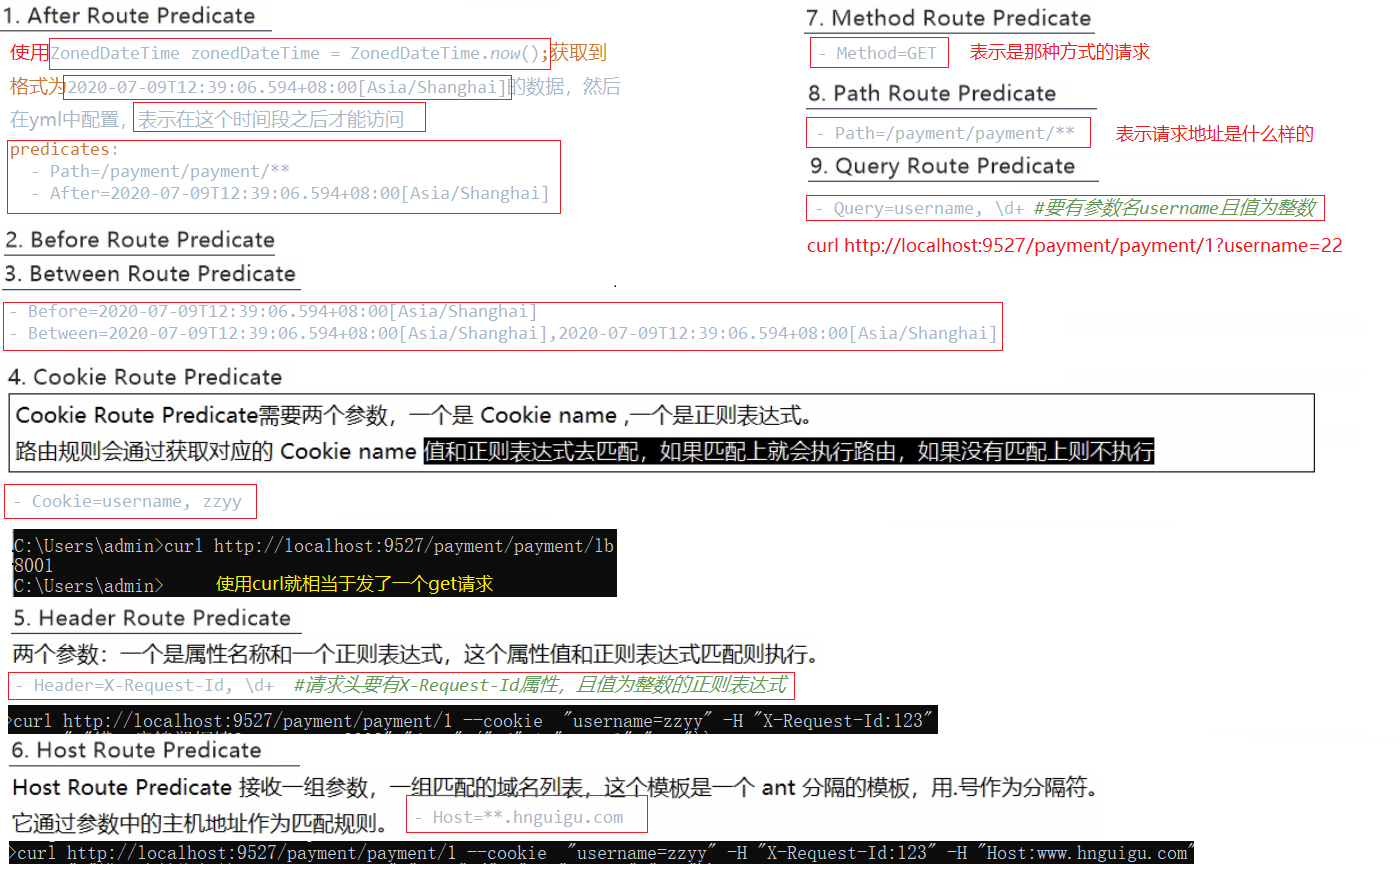 1. After Route Predicate
使用ZonedDateTime zonedDateTime = ZonedDateTime.now();获取到
格式为2020-07-09T12:39:06.594+08:00[Asia/Shanghai]的数据，然后
在yml中配置，表示在这个时间段之后才能访问
predicates:
- Path=/payment/payment/**
- After=2020-07-09T12:39:06.594+08:00[Asia/Shanghai]
2. Before Route Predicate
3. Between Route Predicate
- Before=2020-07-09T12:39:06.594+08:00[Asia/Shanghai]
- Between=2020-07-09T12:39:06.594+08:00[Asia/Shanghai],2020-07-09T12:39:06.594+08:00[Asia/Shanghai]
4. Cookie Route Predicate
Cookie Route Predicate需要两个参数，一个是 Cookie name ,一个是正则表达式。
路由规则会通过获取对应的 Cookie name 值和正则表达式去匹配，如果匹配上就会执行路由，如果没有匹配上则不执行
- Cookie=username, zzyy
C:\Users\admin>curl http://localhost:9527/payment/payment/lb
8001
C:\Users\admin> 使用curl就相当于发了一个get请求
5. Header Route Predicate
两个参数：一个是属性名称和一个正则表达式，这个属性值和正则表达式匹配则执行。
- Header=X-Request-Id, \d+ #请求头要有X-Request-Id属性，且值为整数的正则表达式
>curl http://localhost:9527/payment/payment/1 --cookie "username=zzyy" -H "X-Request-Id:123"
6. Host Route Predicate
Host Route Predicate 接收一组参数，一组匹配的域名列表，这个模板是一个 ant 分隔的模板，用.号作为分隔符。
它通过参数中的主机地址作为匹配规则。 - Host=**.hnguigu.com
>curl http://localhost:9527/payment/payment/1 --cookie "username=zzyy" -H "X-Request-Id:123" -H "Host:www.hnguigu.com"
7. Method Route Predicate
- Method=GET 表示是那种方式的请求
8. Path Route Predicate
- Path=/payment/payment/** 表示请求地址是什么样的
9. Query Route Predicate
- Query=username, \d+ #要有参数名username且值为整数
curl http://localhost:9527/payment/payment/1?username=22